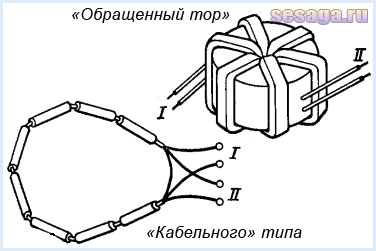 «Обращенный тор»
sesaga.ru
II
I
I
II
«Кабельного» типа